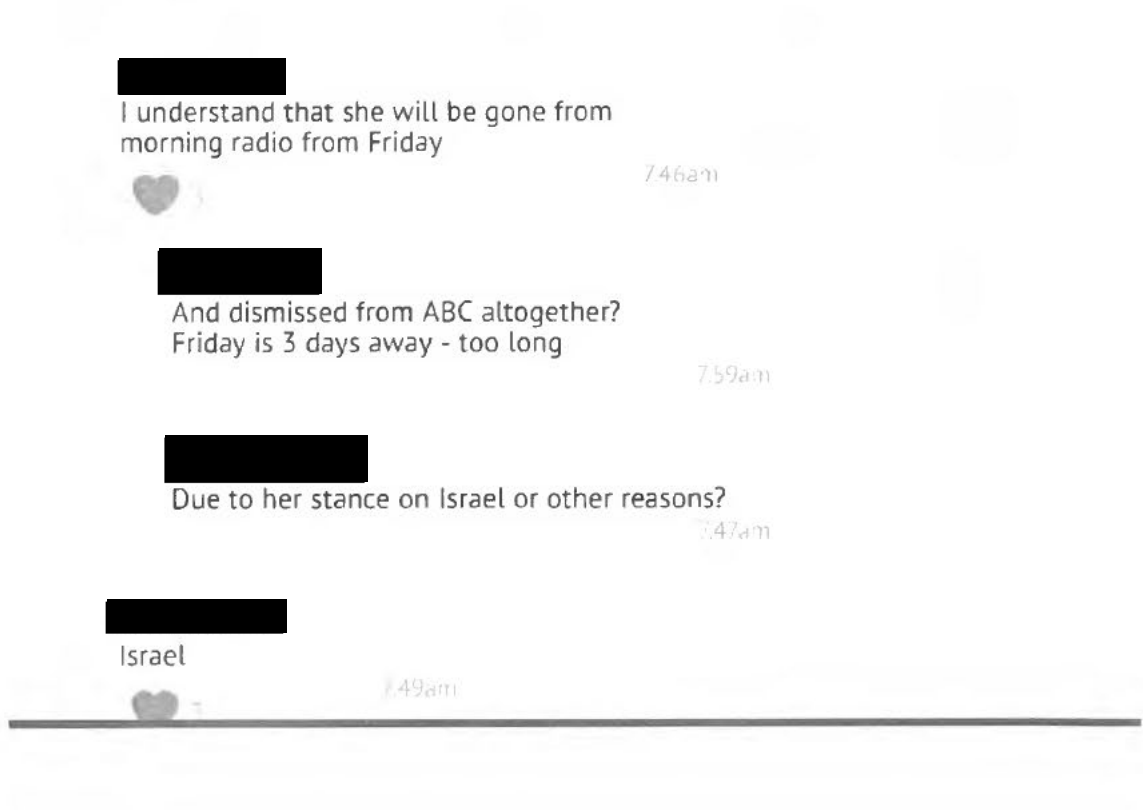 I understand that she will be gone from
morning radio from Friday
7.46am
3
And dismissed from ABC altogether?
Friday is 3 days away - too long
7.59am
Due to her stance on Israel or other reasons?
7.47am
Israel
7.49am